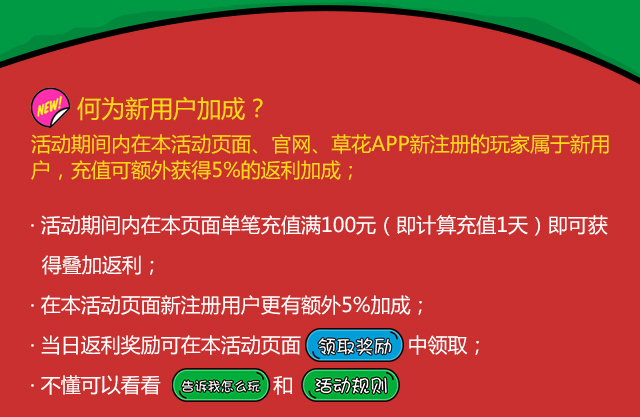 NEW! 何为新用户加成？
活动期间内在本活动页面、官网、草花APP新注册的玩家属于新用
户，充值可额外获得5%的返利加成；
· 活动期间内在本页面单笔充值满100元（即计算充值1天）即可获
得叠加返利；
· 在本活动页面新注册用户更有额外5%加成；
· 当日返利奖励可在本活动页面 领取奖励 中领取；
· 不懂可以看看 告诉我怎么玩 和 活动规则